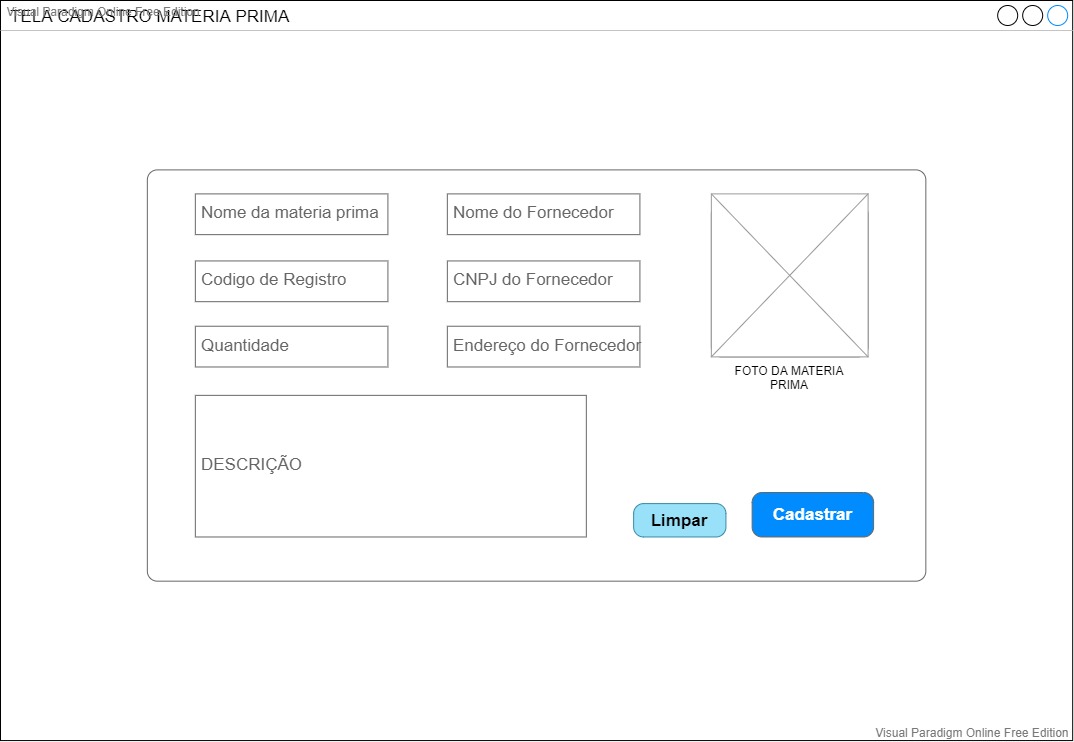 Visual Paradigm Online Free Edition
TELA CADASTRO MATERIA PRIMA
Nome da materia prima
Nome do Fornecedor
Codigo de Registro
CNPJ do Fornecedor
Quantidade
Endereço do Fornecedor
FOTO DA MATERIA
PRIMA
DESCRIÇÃO
Limpar
Cadastrar
Visual Paradigm Online Free Edition